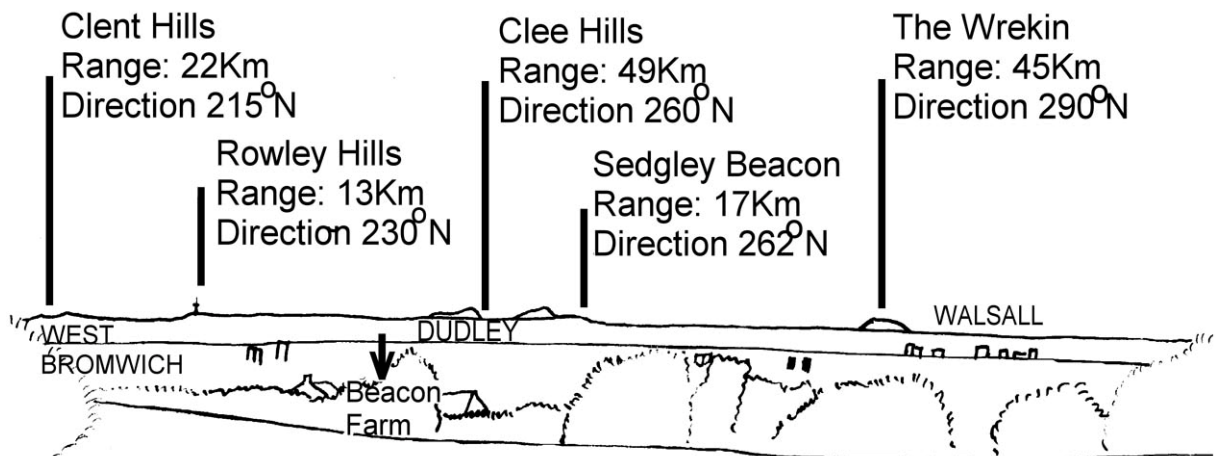 Clent Hills
Range: 22Km
Direction 215°N
Rowley Hills
Range: 13Km
Direction 230°N
Clee Hills
Range: 49Km
Direction 260°N
Sedgley Beacon
Range: 17Km
Direction 262°N
The Wrekin
Range: 45Km
Direction 290°N
WEST
BROMWICH
DUDLEY
WALSALL
Beacon
Farm